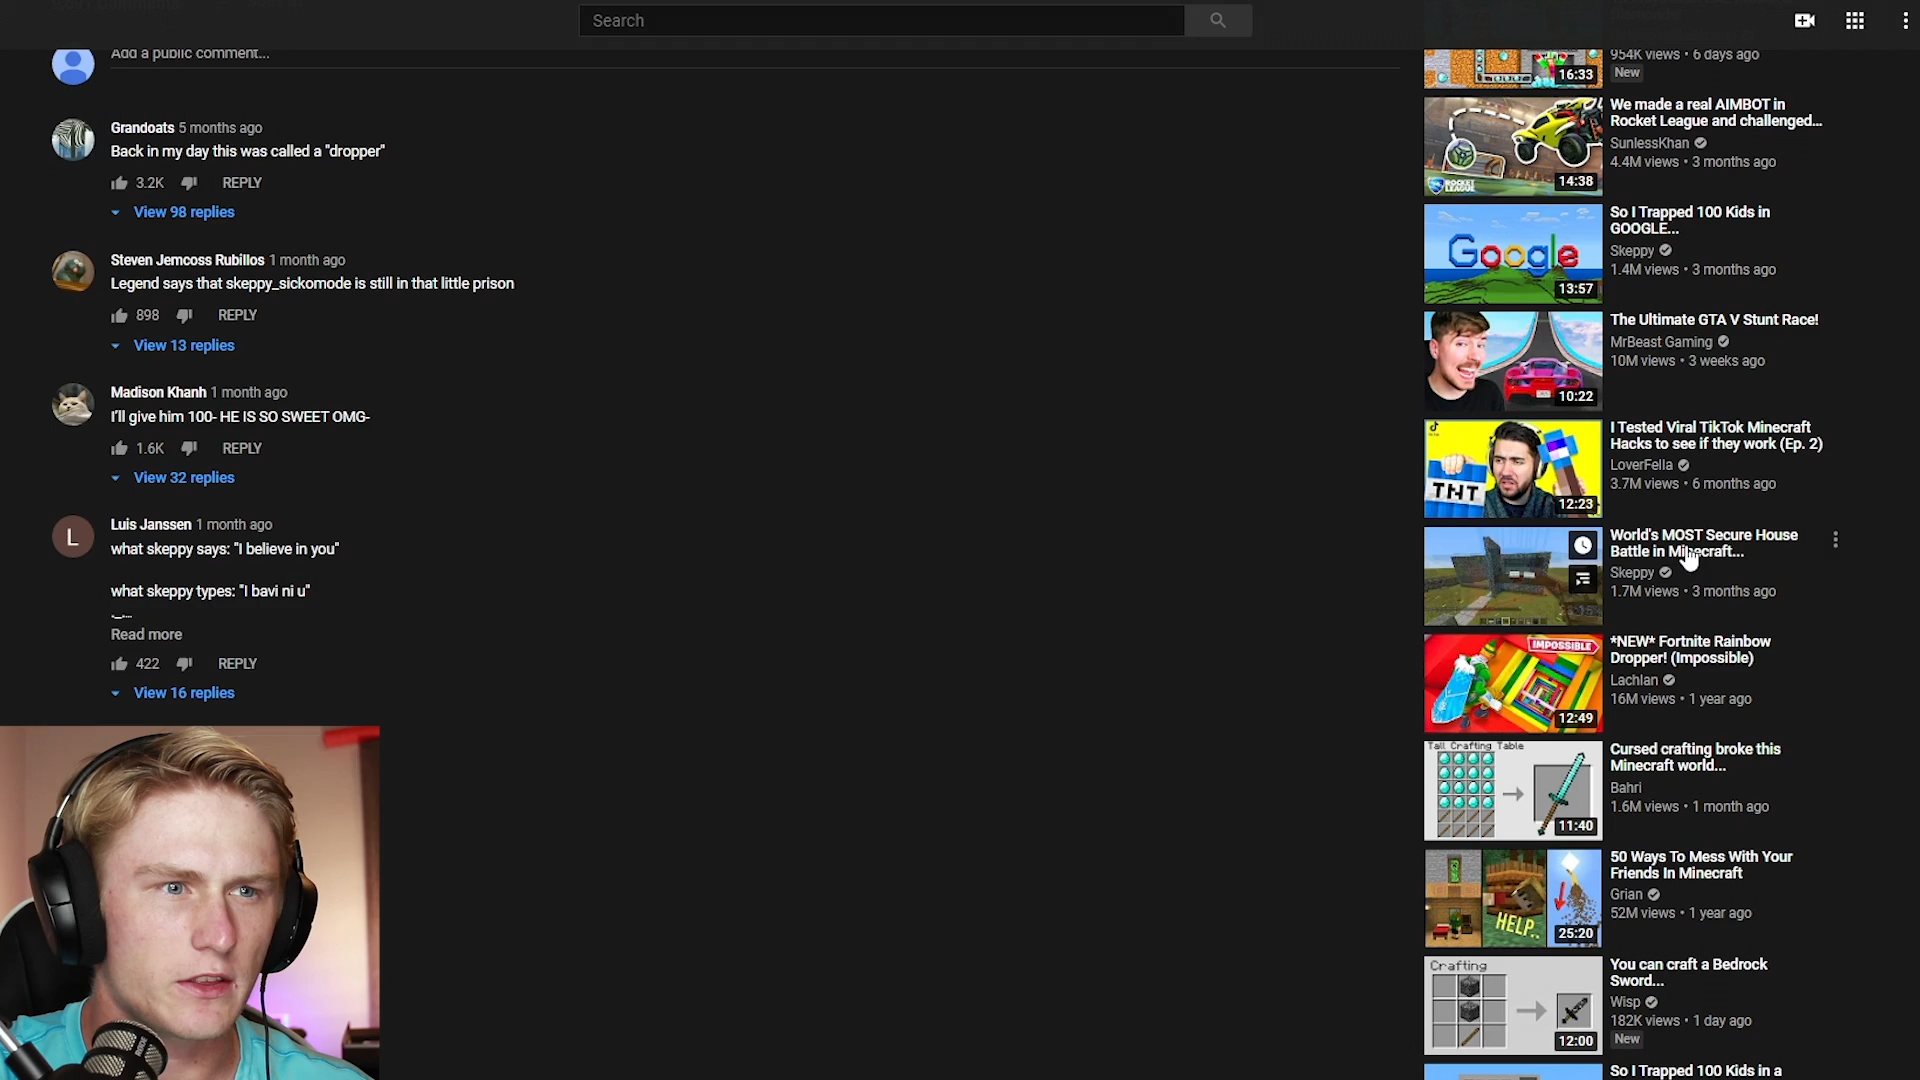 Search
Add a public comment...
Grandoats 5 months ago
Back in my day this was called a "dropper"
3.2K REPLY
View 98 replies
Steven Jemcoss Rubillos 1 month ago
Legend says that skeppy_sickomode is still in that little prison
898 REPLY
View 13 replies
Madison Khanh 1 month ago
I'll give him 100- HE IS SO SWEET OMG-
1.6K REPLY
View 32 replies
L
Luis Janssen 1 month ago
what skeppy says: "I believe in you"
what skeppy types: "I bavi ni u"
._....
Read more
422 REPLY
View 16 replies
954K views • 6 days ago
New
16:33
We made a real AIMBOT in
Rocket League and challenged...
SunlessKhan
4.4M views • 3 months ago
ROCKET
LEAGUE
14:38
So I Trapped 100 Kids in
GOOGLE...
Skeppy
1.4M views • 3 months ago
Google
13:57
The Ultimate GTA V Stunt Race!
MrBeast Gaming
10M views • 3 weeks ago
10:22
I Tested Viral TikTok Minecraft
Hacks to see if they work (Ep. 2)
LoverFella
3.7M views • 6 months ago
TNT
12:23
World's MOST Secure House
Battle in Minecraft...
Skeppy
1.7M views • 3 months ago
*NEW* Fortnite Rainbow
Dropper! (Impossible)
Lachlan
16M views • 1 year ago
IMPOSSIBLE
12:49
Cursed crafting broke this
Minecraft world...
Bahri
1.6M views • 1 month ago
Tall Crafting Table
11:40
50 Ways To Mess With Your
Friends In Minecraft
Grian
52M views • 1 year ago
HELP..
25:20
You can craft a Bedrock
Sword...
Wisp
182K views • 1 day ago
New
Crafting
12:00
So I Trapped 100 Kids in a
RØDE